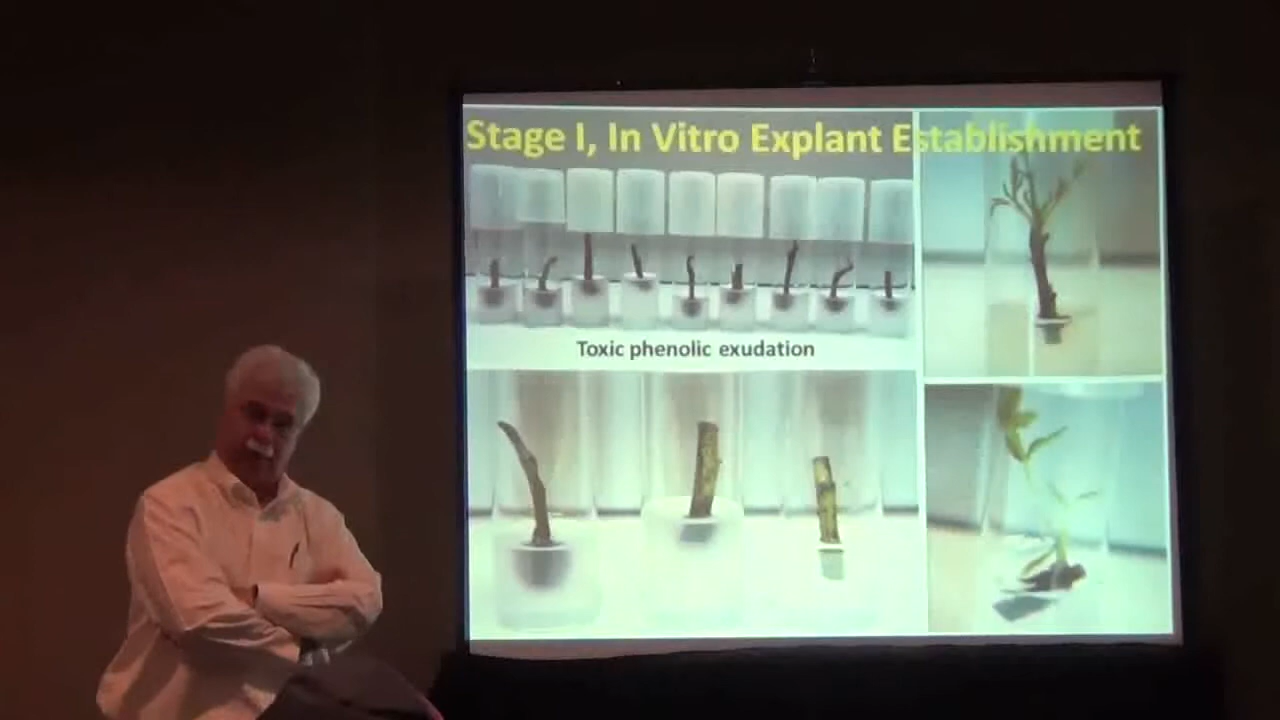 Stage I, In Vitro Explant Establishment
Toxic phenolic exudation